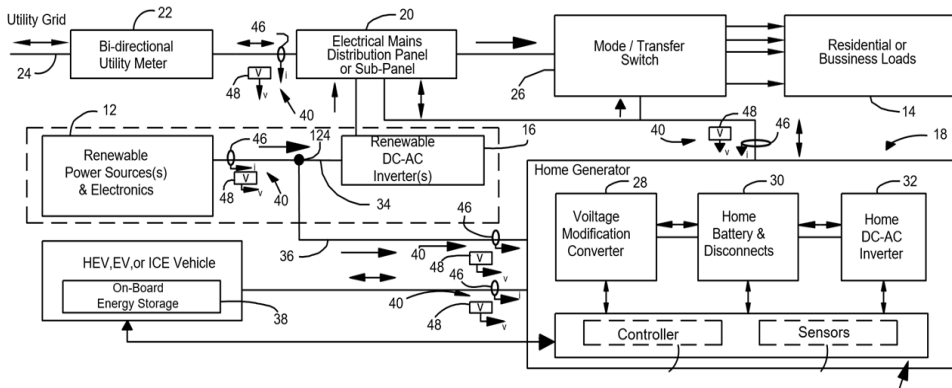 Utility Grid
24
22
Bi-directional
Utility Meter
46
48
V
v
i
40
20
Electrical Mains
Distribution Panel
or Sub-Panel
26
Mode / Transfer
Switch
Residential or
Bussiness Loads
14
12
Renewable
Power Sources(s)
& Electronics
46
i
48
V
v
40
124
34
16
Renewable
DC-AC
Inverter(s)
40
V
48
v
46
18
Home Generator
28
Voiltage
Modification
Converter
30
Home
Battery &
Disconnects
32
Home
DC-AC
Inverter
36
40
46
48
V
v
HEV,EV,or ICE Vehicle
On-Board
Energy Storage
38
46
i
40
48
V
v
Controller
Sensors